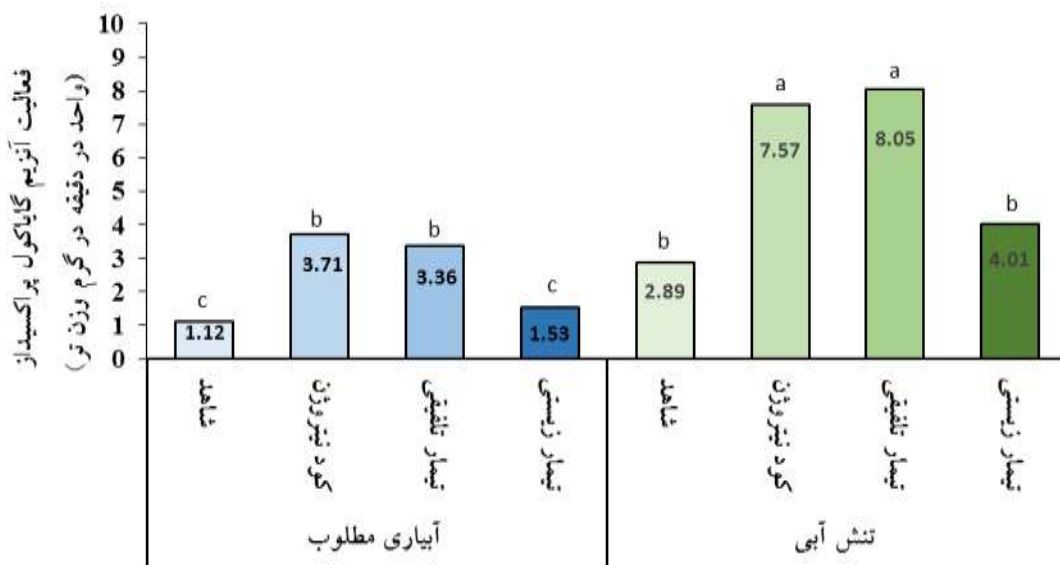 فعالیت آنزیم گایاکول پراکسیداز
(واحد در دقیقه در گرم وزن تر)
10
9
8
7
6
5
4
3
2
1
0
c
1.12
b
3.71
b
3.36
c
1.53
b
2.89
a
7.57
a
8.05
b
4.01
شاهد
کود نیتروژن
تیمار تلفیقی
تیمار زیستی
شاهد
کود نیتروژن
تیمار تلفیقی
تیمار زیستی
آبیاری مطلوب
تنش آبی